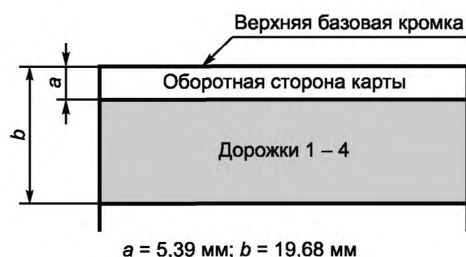 Верхняя базовая кромка
Оборотная сторона карты
a
b
Дорожки 1 – 4
a = 5,39 мм; b = 19,68 мм